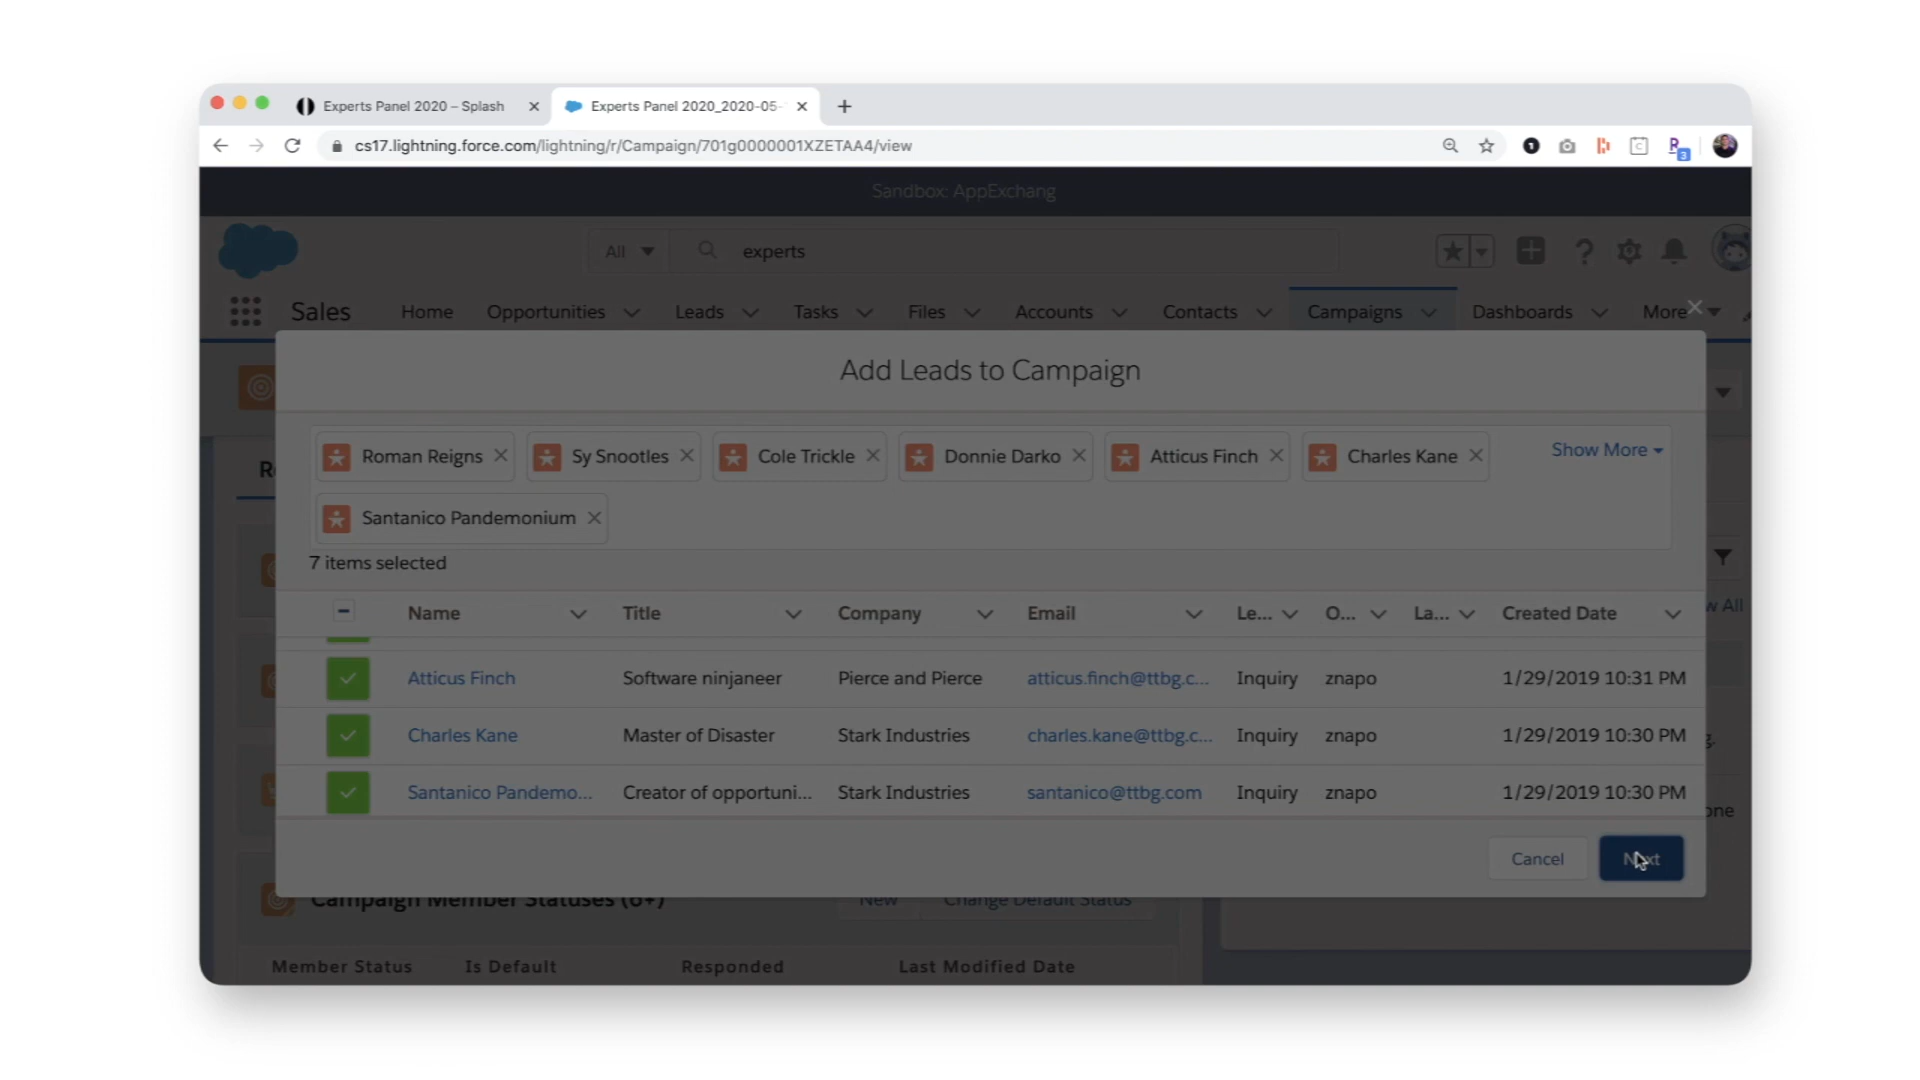 Experts Panel 2020 – Splash
Experts Panel 2020_2020-05-
cs17.lightning.force.com/lightning/r/Campaign/701g0000001XZETAA4/view
Sandbox: AppExchang
All
experts
Sales Home Opportunities Leads Tasks Files Accounts Contacts Campaigns Dashboards More
Add Leads to Campaign
Roman Reigns Sy Snootles Cole Trickle Donnie Darko Atticus Finch Charles Kane Show More
Santanico Pandemonium
7 items selected
Name Title Company Email Le... O... La... Created Date
Atticus Finch Software ninjaneer Pierce and Pierce atticus.finch@ttbg.c... Inquiry znapo 1/29/2019 10:31 PM
Charles Kane Master of Disaster Stark Industries charles.kane@ttbg.c... Inquiry znapo 1/29/2019 10:30 PM
Santanico Pandemo... Creator of opportuni... Stark Industries santanico@ttbg.com Inquiry znapo 1/29/2019 10:30 PM
Cancel Next
Campaign Member Statuses (6+) New Change Default Status
Member Status Is Default Responded Last Modified Date